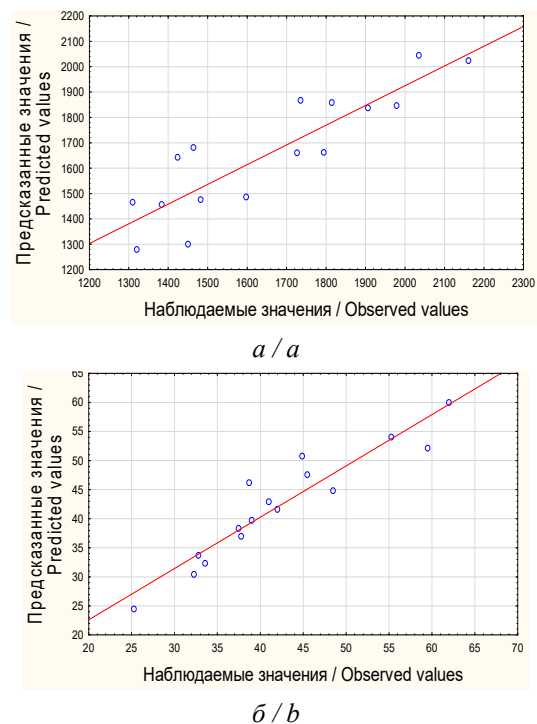 2200
2100
2000
1900
1800
1700
1600
1500
1400
1300
1200
Предсказанные значения /
Predicted values
1200 1300 1400 1500 1600 1700 1800 1900 2000 2100 2200 2300
Наблюдаемые значения / Observed values
а / a
65
60
55
50
45
40
35
30
25
20
Предсказанные значения /
Predicted values
20 25 30 35 40 45 50 55 60 65 70
Наблюдаемые значения / Observed values
б / b